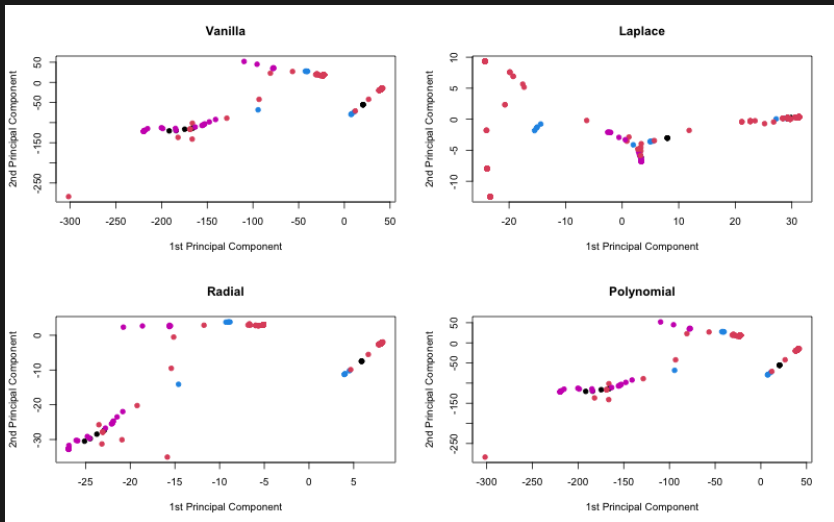 Vanilla
2nd Principal Component
50
0
-50
-150
-250
-300 -250 -200 -150 -100 -50 0 50
1st Principal Component
Laplace
2nd Principal Component
10
5
0
-5
-10
-20 -10 0 10 20 30
1st Principal Component
Radial
2nd Principal Component
0
-10
-20
-30
-25 -20 -15 -10 -5 0 5
1st Principal Component
Polynomial
2nd Principal Component
50
0
-50
-150
-250
-300 -250 -200 -150 -100 -50 0 50
1st Principal Component